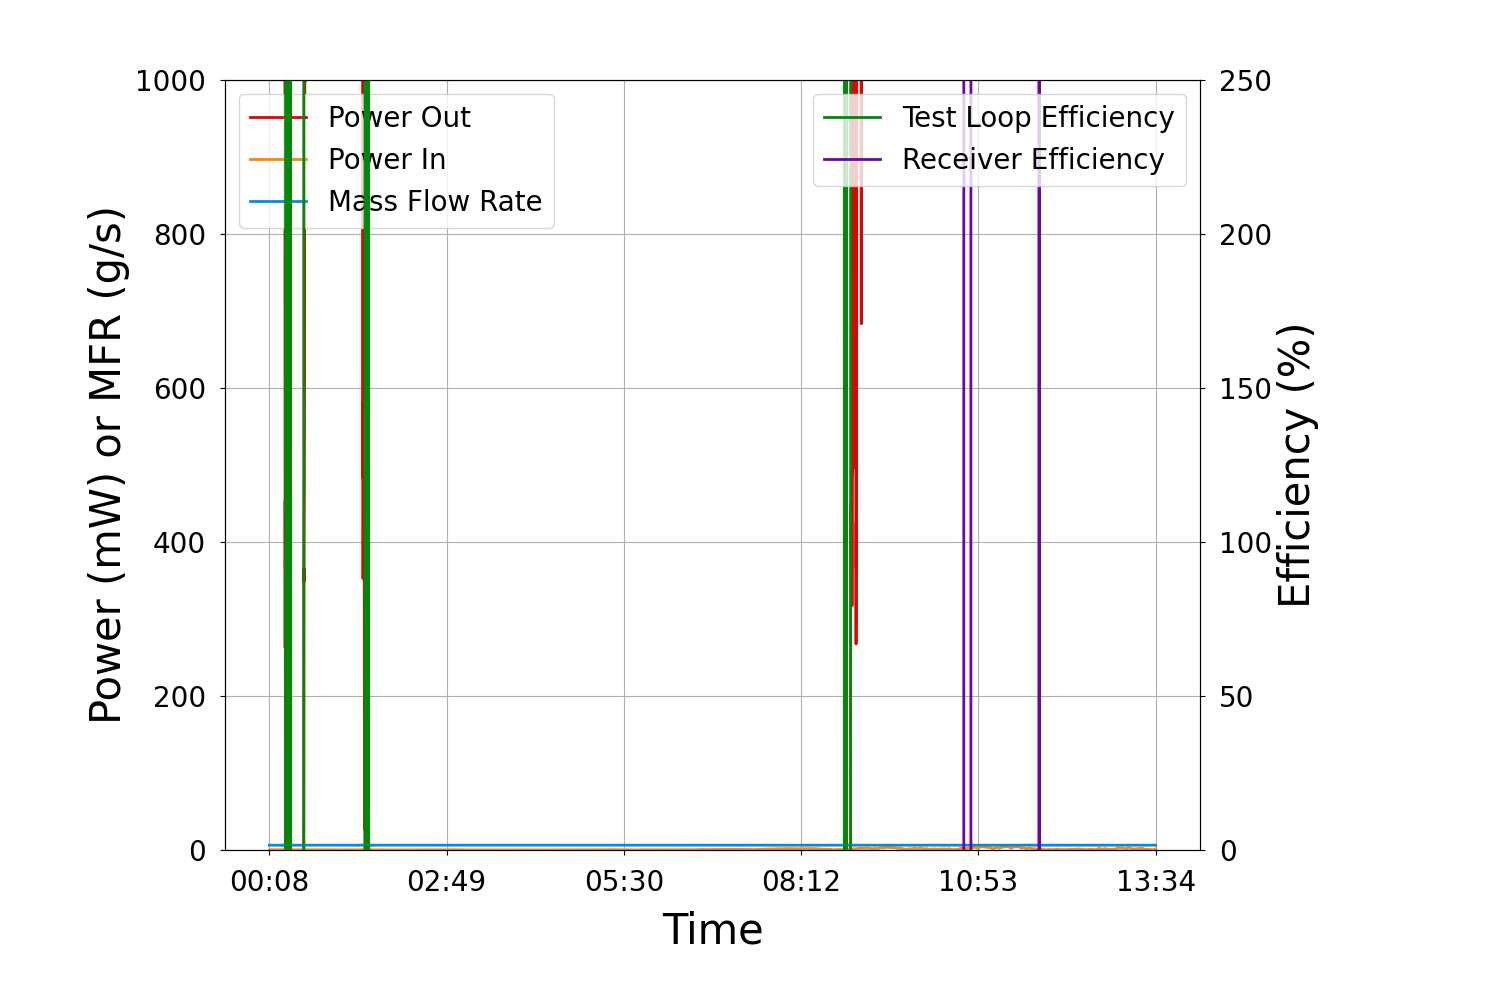 1000
800
600
400
200
0
Power (mW) or MFR (g/s)
Power Out
Power In
Mass Flow Rate
Test Loop Efficiency
Receiver Efficiency
250
200
150
100
50
0
Efficiency (%)
00:08 02:49 05:30 08:12 10:53 13:34
Time